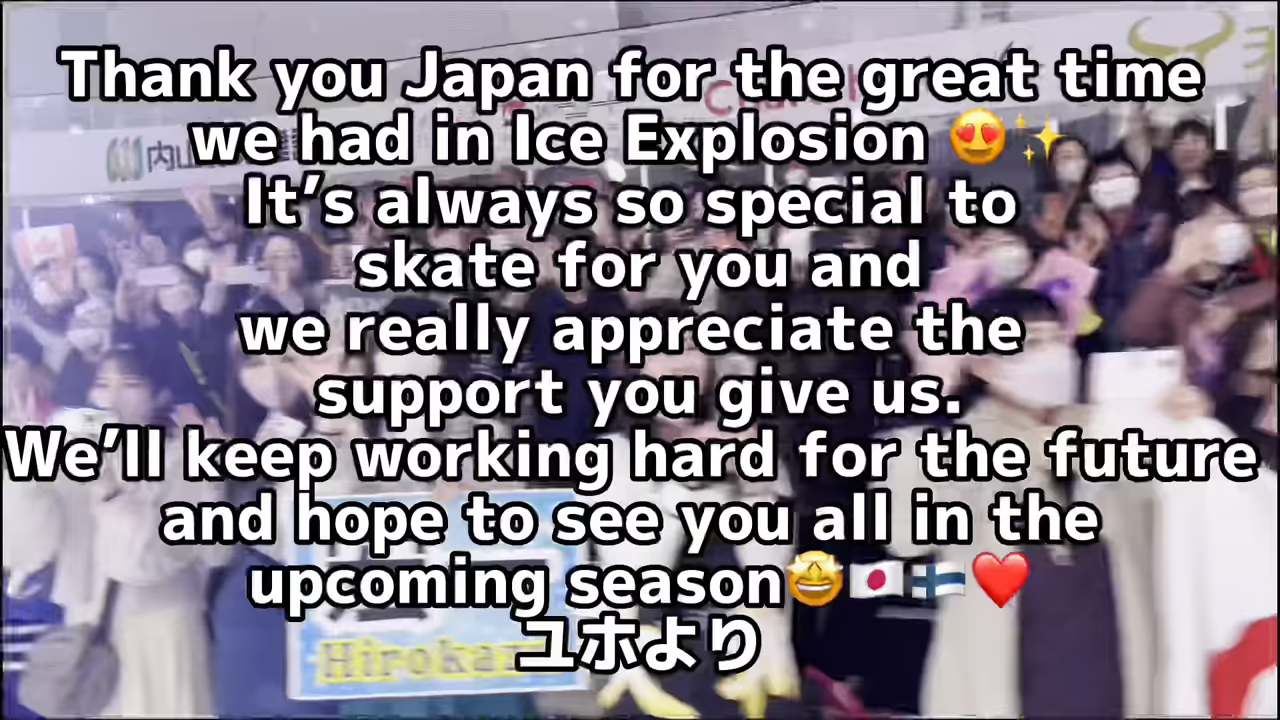 Thank you Japan for the great time
we had in Ice Explosion 😍✨
It’s always so special to
skate for you and
we really appreciate the
support you give us.
We’ll keep working hard for the future
and hope to see you all in the
upcoming season🤩🇯🇵🇫🇮❤️
ユホより
内山